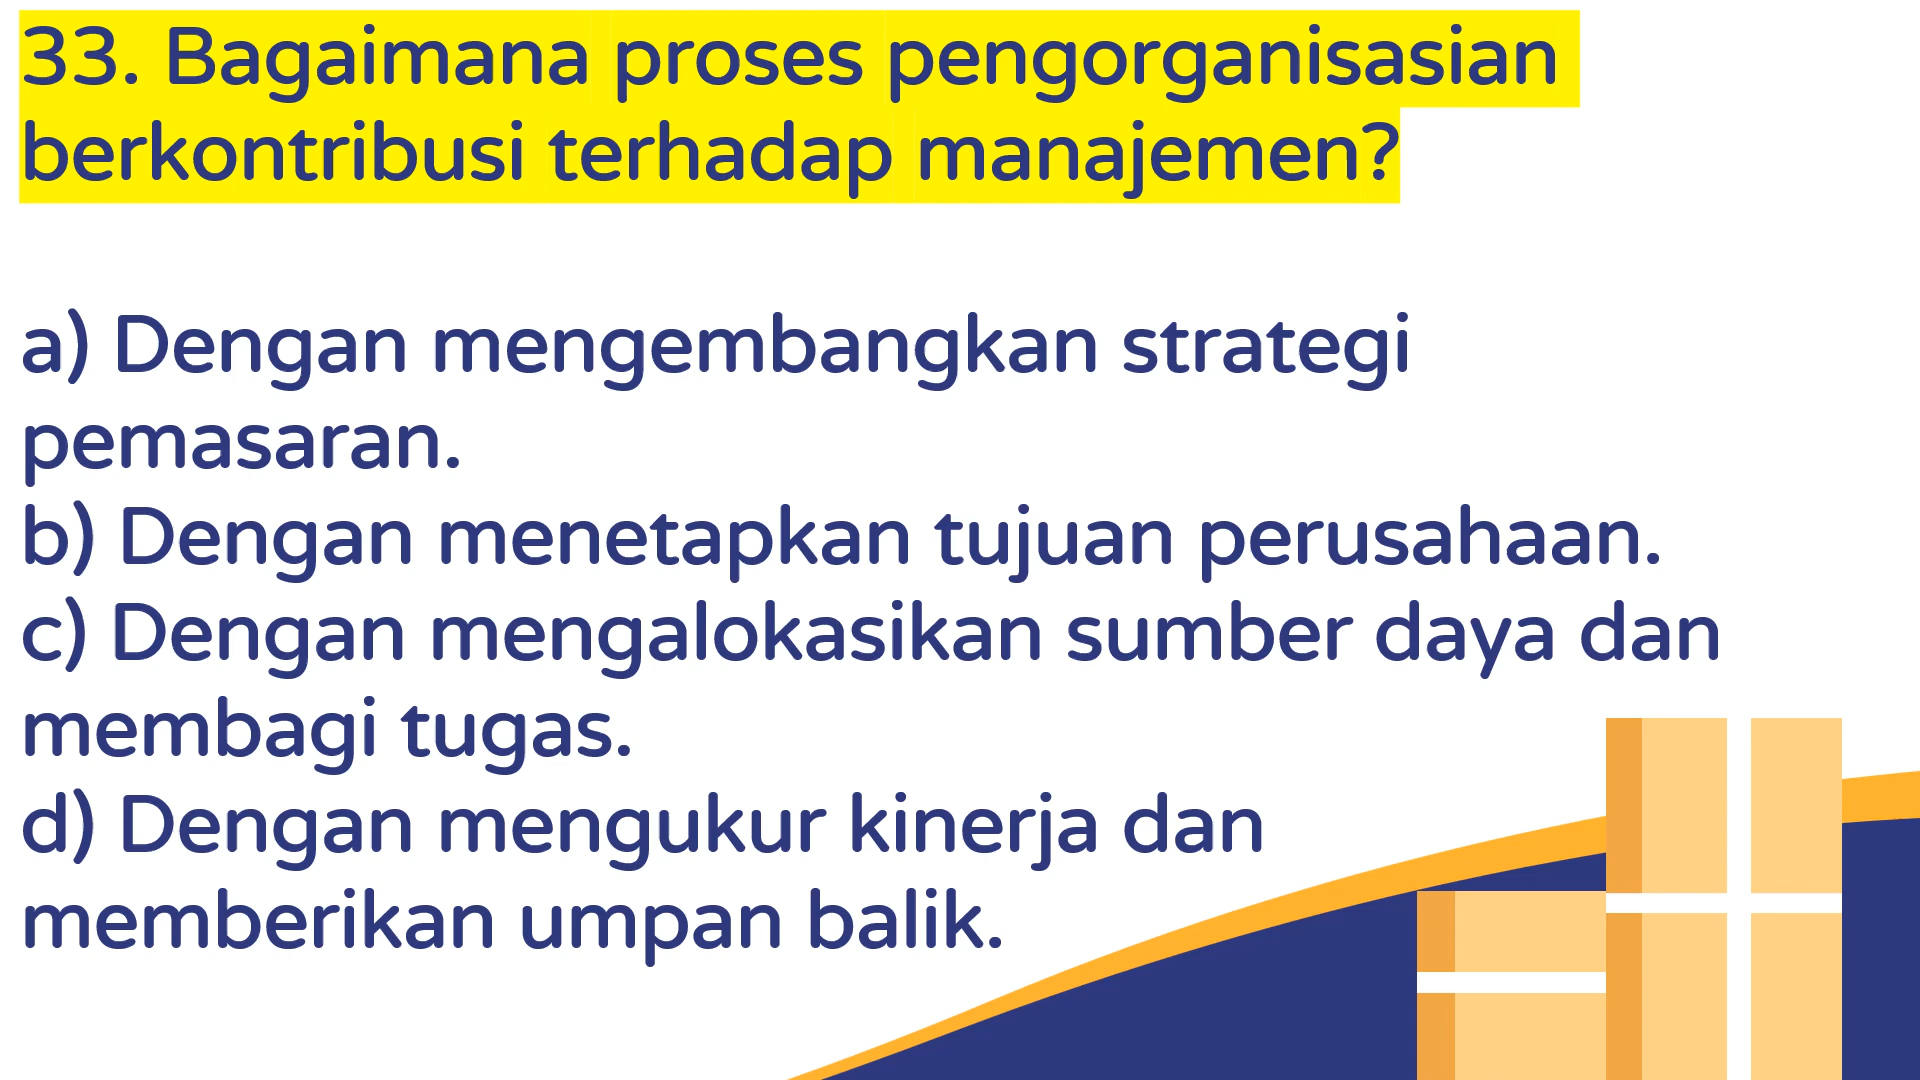 33. Bagaimana proses pengorganisasian
berkontribusi terhadap manajemen?
a) Dengan mengembangkan strategi
pemasaran.
b) Dengan menetapkan tujuan perusahaan.
c) Dengan mengalokasikan sumber daya dan
membagi tugas.
d) Dengan mengukur kinerja dan
memberikan umpan balik.